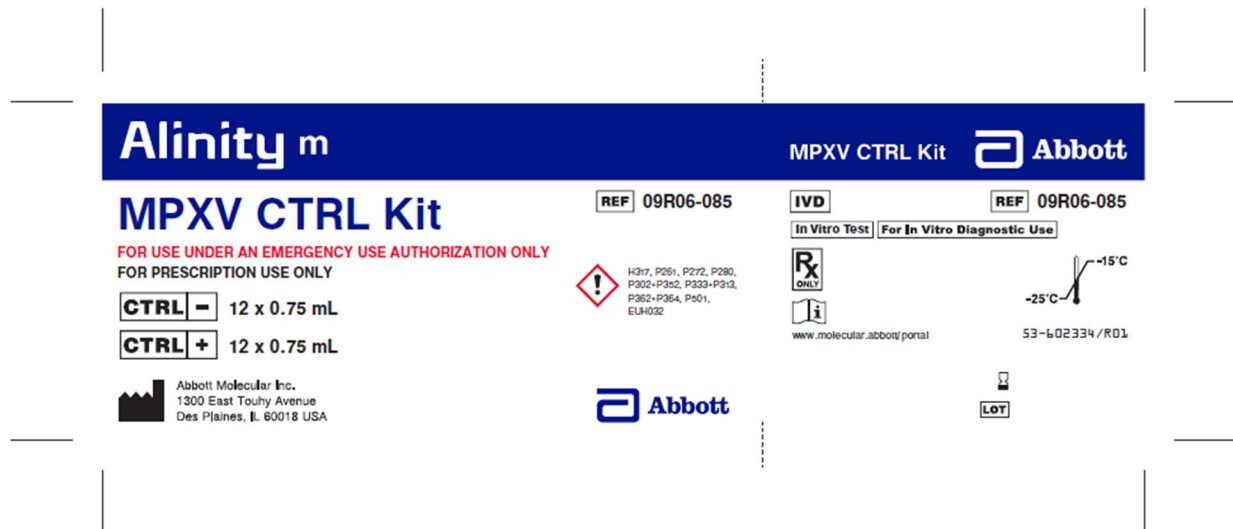 Alinity m
MPXV CTRL Kit
Abbott
MPXV CTRL Kit
FOR USE UNDER AN EMERGENCY USE AUTHORIZATION ONLY
FOR PRESCRIPTION USE ONLY
CTRL - 12 x 0.75 mL
CTRL + 12 x 0.75 mL
Abbott Molecular Inc.
1300 East Touhy Avenue
Des Plaines, IL 60018 USA
REF 09R06-085
H317, P261, P272, P280,
P302+P352, P333+P313,
P362+P364, P501,
EUH032
Abbott
IVD
REF 09R06-085
In Vitro Test For In Vitro Diagnostic Use
Rx
ONLY
i
www.molecular.abbott/portal
-15°C
-25°C
53-602334/R01
LOT